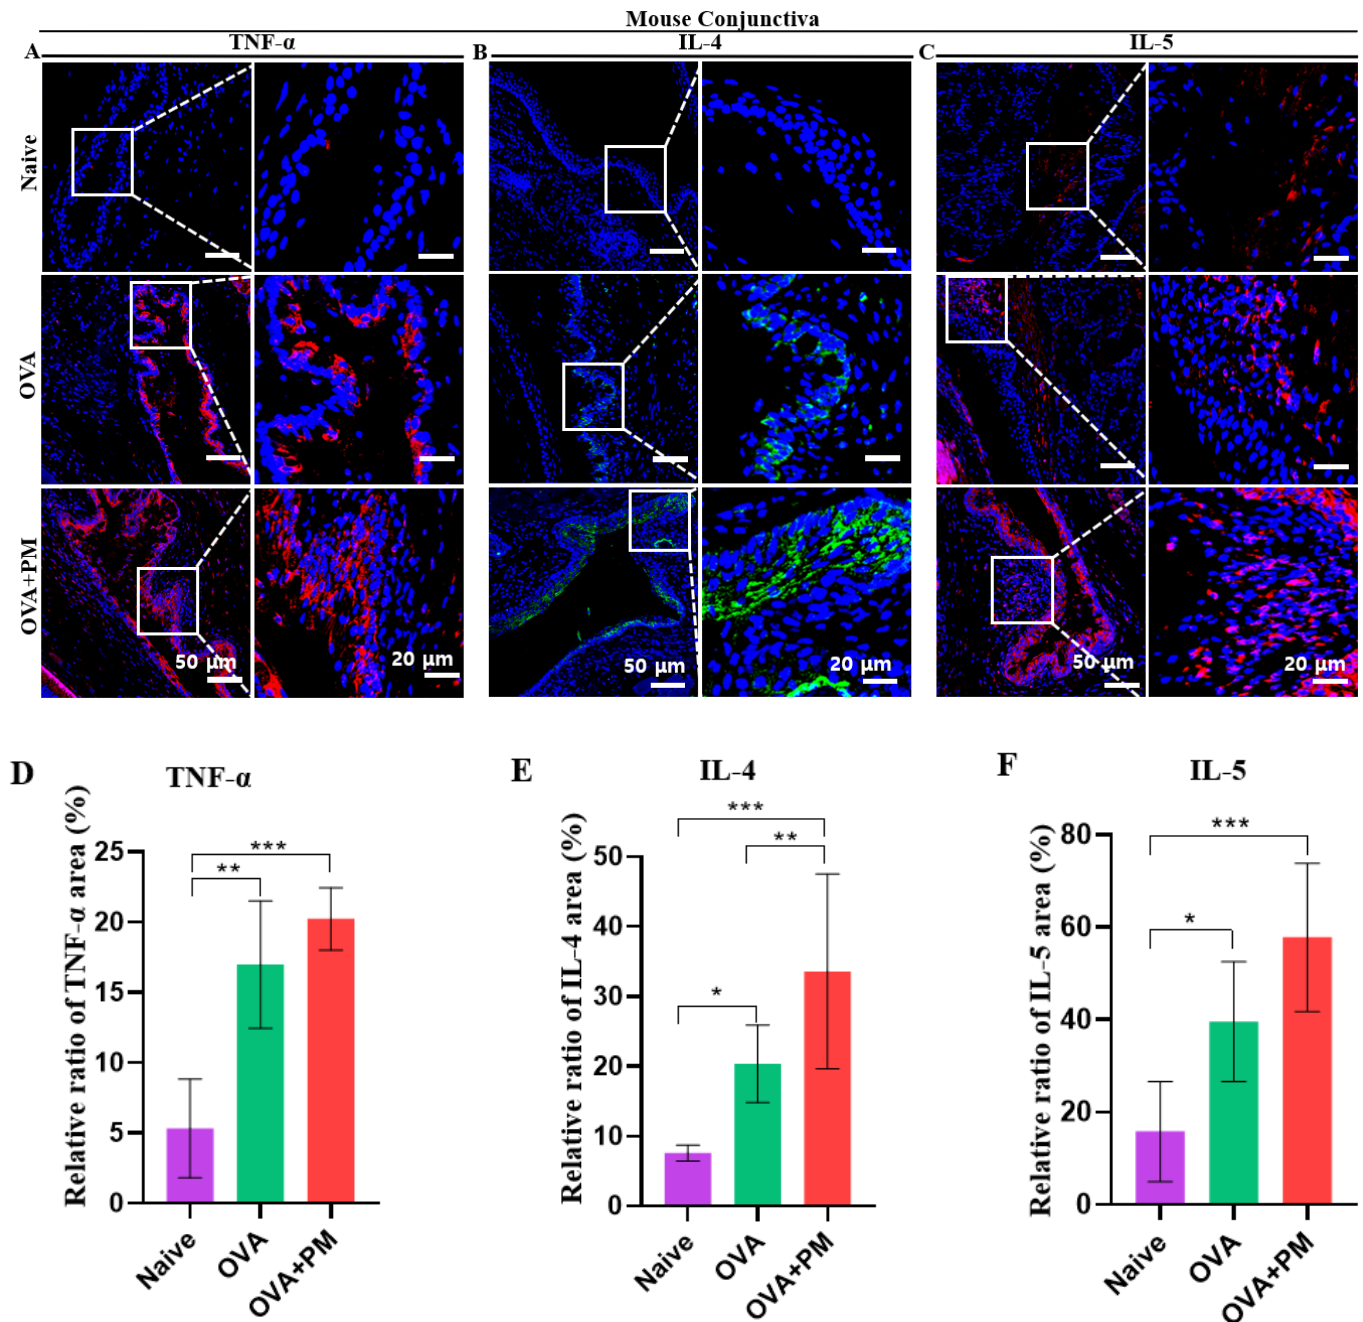 Mouse Conjunctiva
A TNF-α B IL-4 C IL-5
Naive
OVA
OVA+PM
50 μm 20 μm 50 μm 20 μm 50 μm 20 μm
D TNF-α
Relative ratio of TNF-α area (%)
25
20
15
10
5
0
***
**
Naive
OVA
OVA+PM
E IL-4
Relative ratio of IL-4 area (%)
50
40
30
20
10
0
***
**
*
Naive
OVA
OVA+PM
F IL-5
Relative ratio of IL-5 area (%)
80
60
40
20
0
***
*
Naive
OVA
OVA+PM